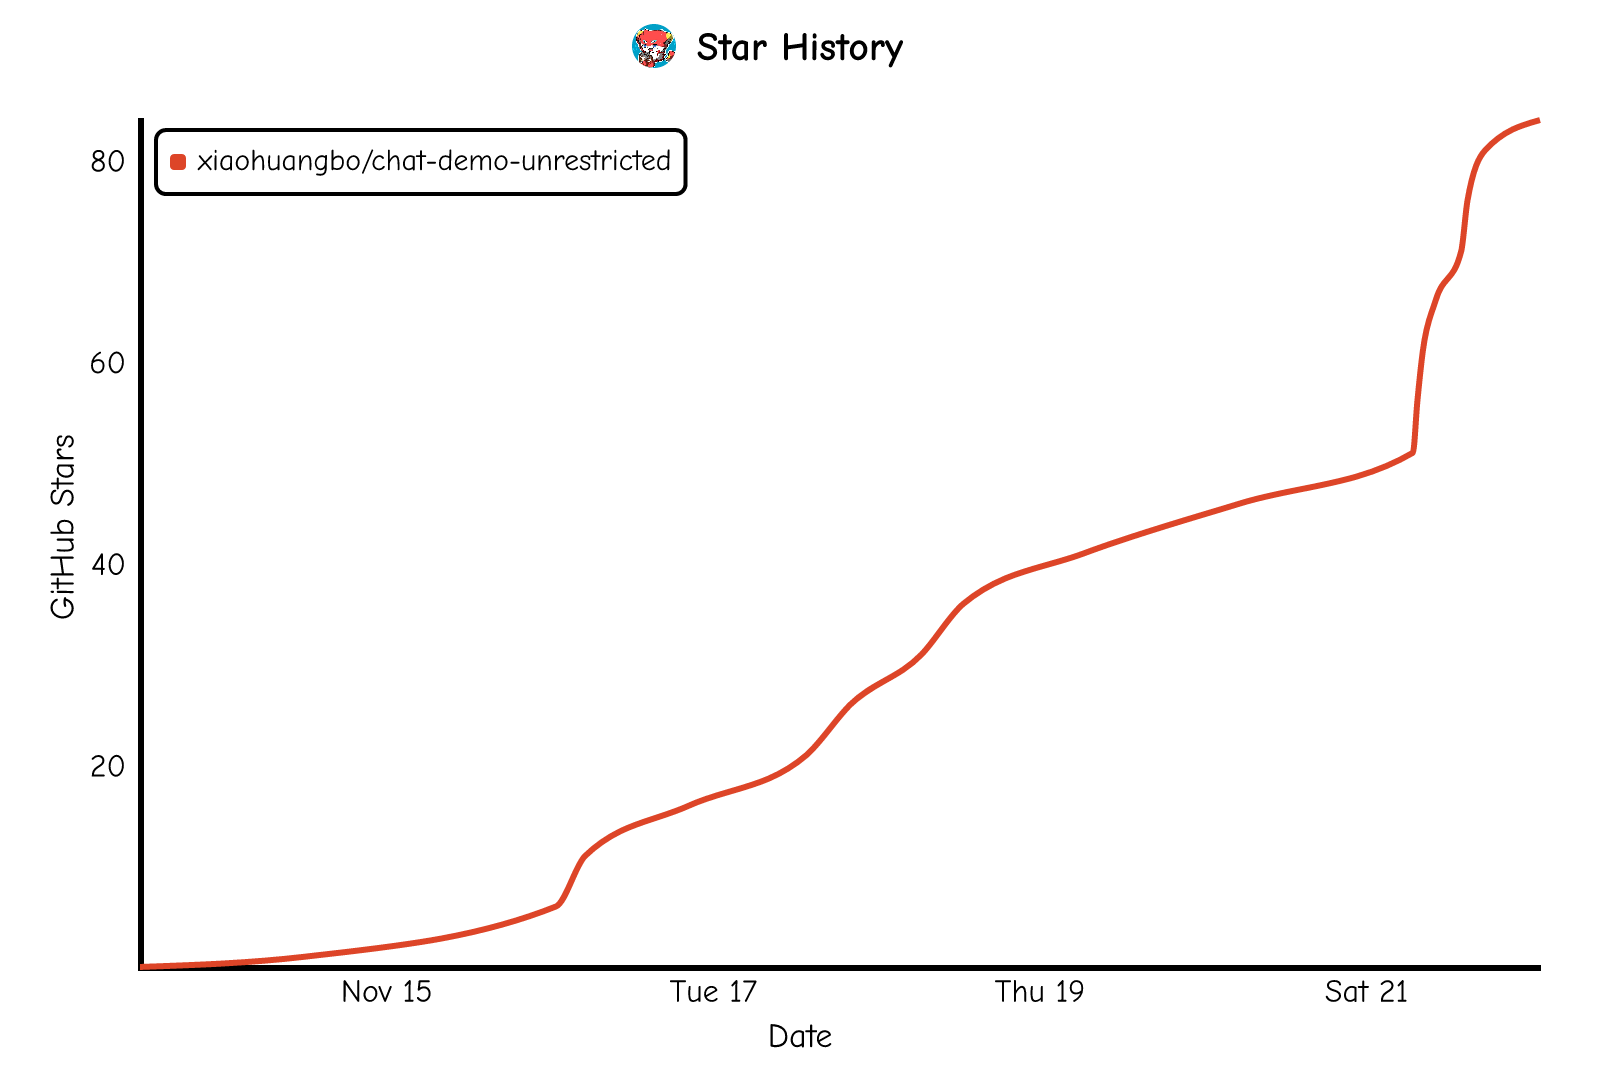 Star History
xiaohuangbo/chat-demo-unrestricted
80
60
40
20
GitHub Stars
Nov 15
Tue 17
Thu 19
Sat 21
Date